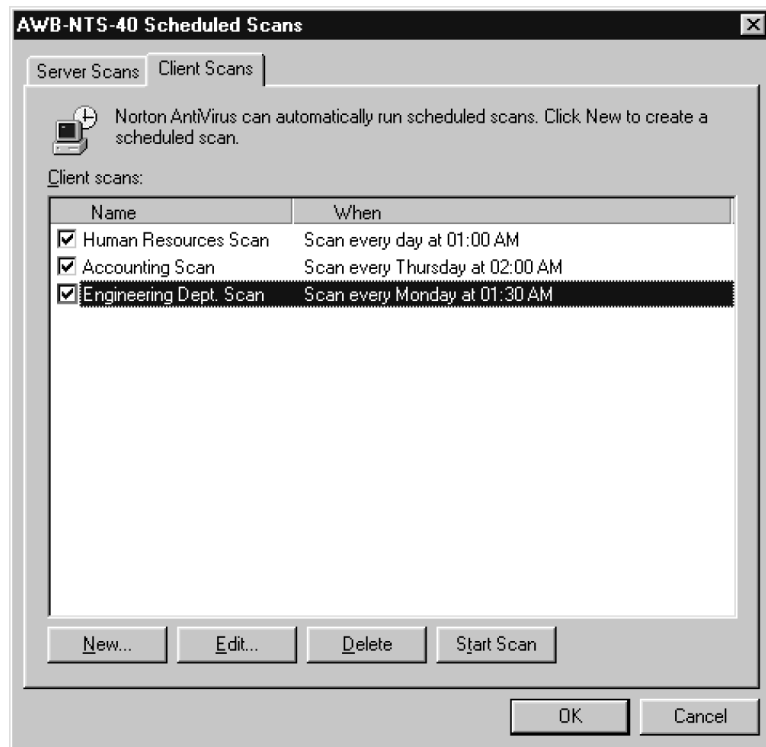 AWB-NTS-40 Scheduled Scans
Server Scans Client Scans
Norton AntiVirus can automatically run scheduled scans. Click New to create a
scheduled scan.
Client scans:
Name When
Human Resources Scan Scan every day at 01:00 AM
Accounting Scan Scan every Thursday at 02:00 AM
Engineering Dept. Scan Scan every Monday at 01:30 AM
New... Edit... Delete Start Scan
OK Cancel